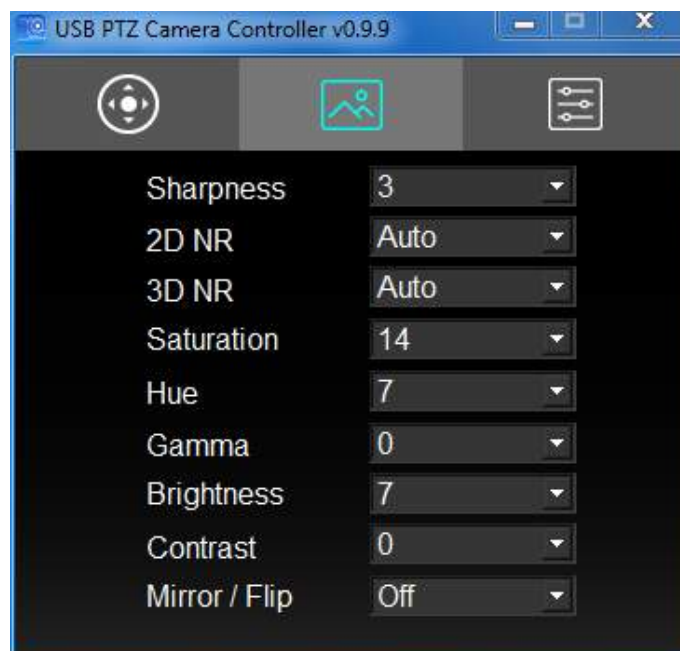 USB PTZ Camera Controller v0.9.9
Sharpness 3
2D NR Auto
3D NR Auto
Saturation 14
Hue 7
Gamma 0
Brightness 7
Contrast 0
Mirror / Flip Off